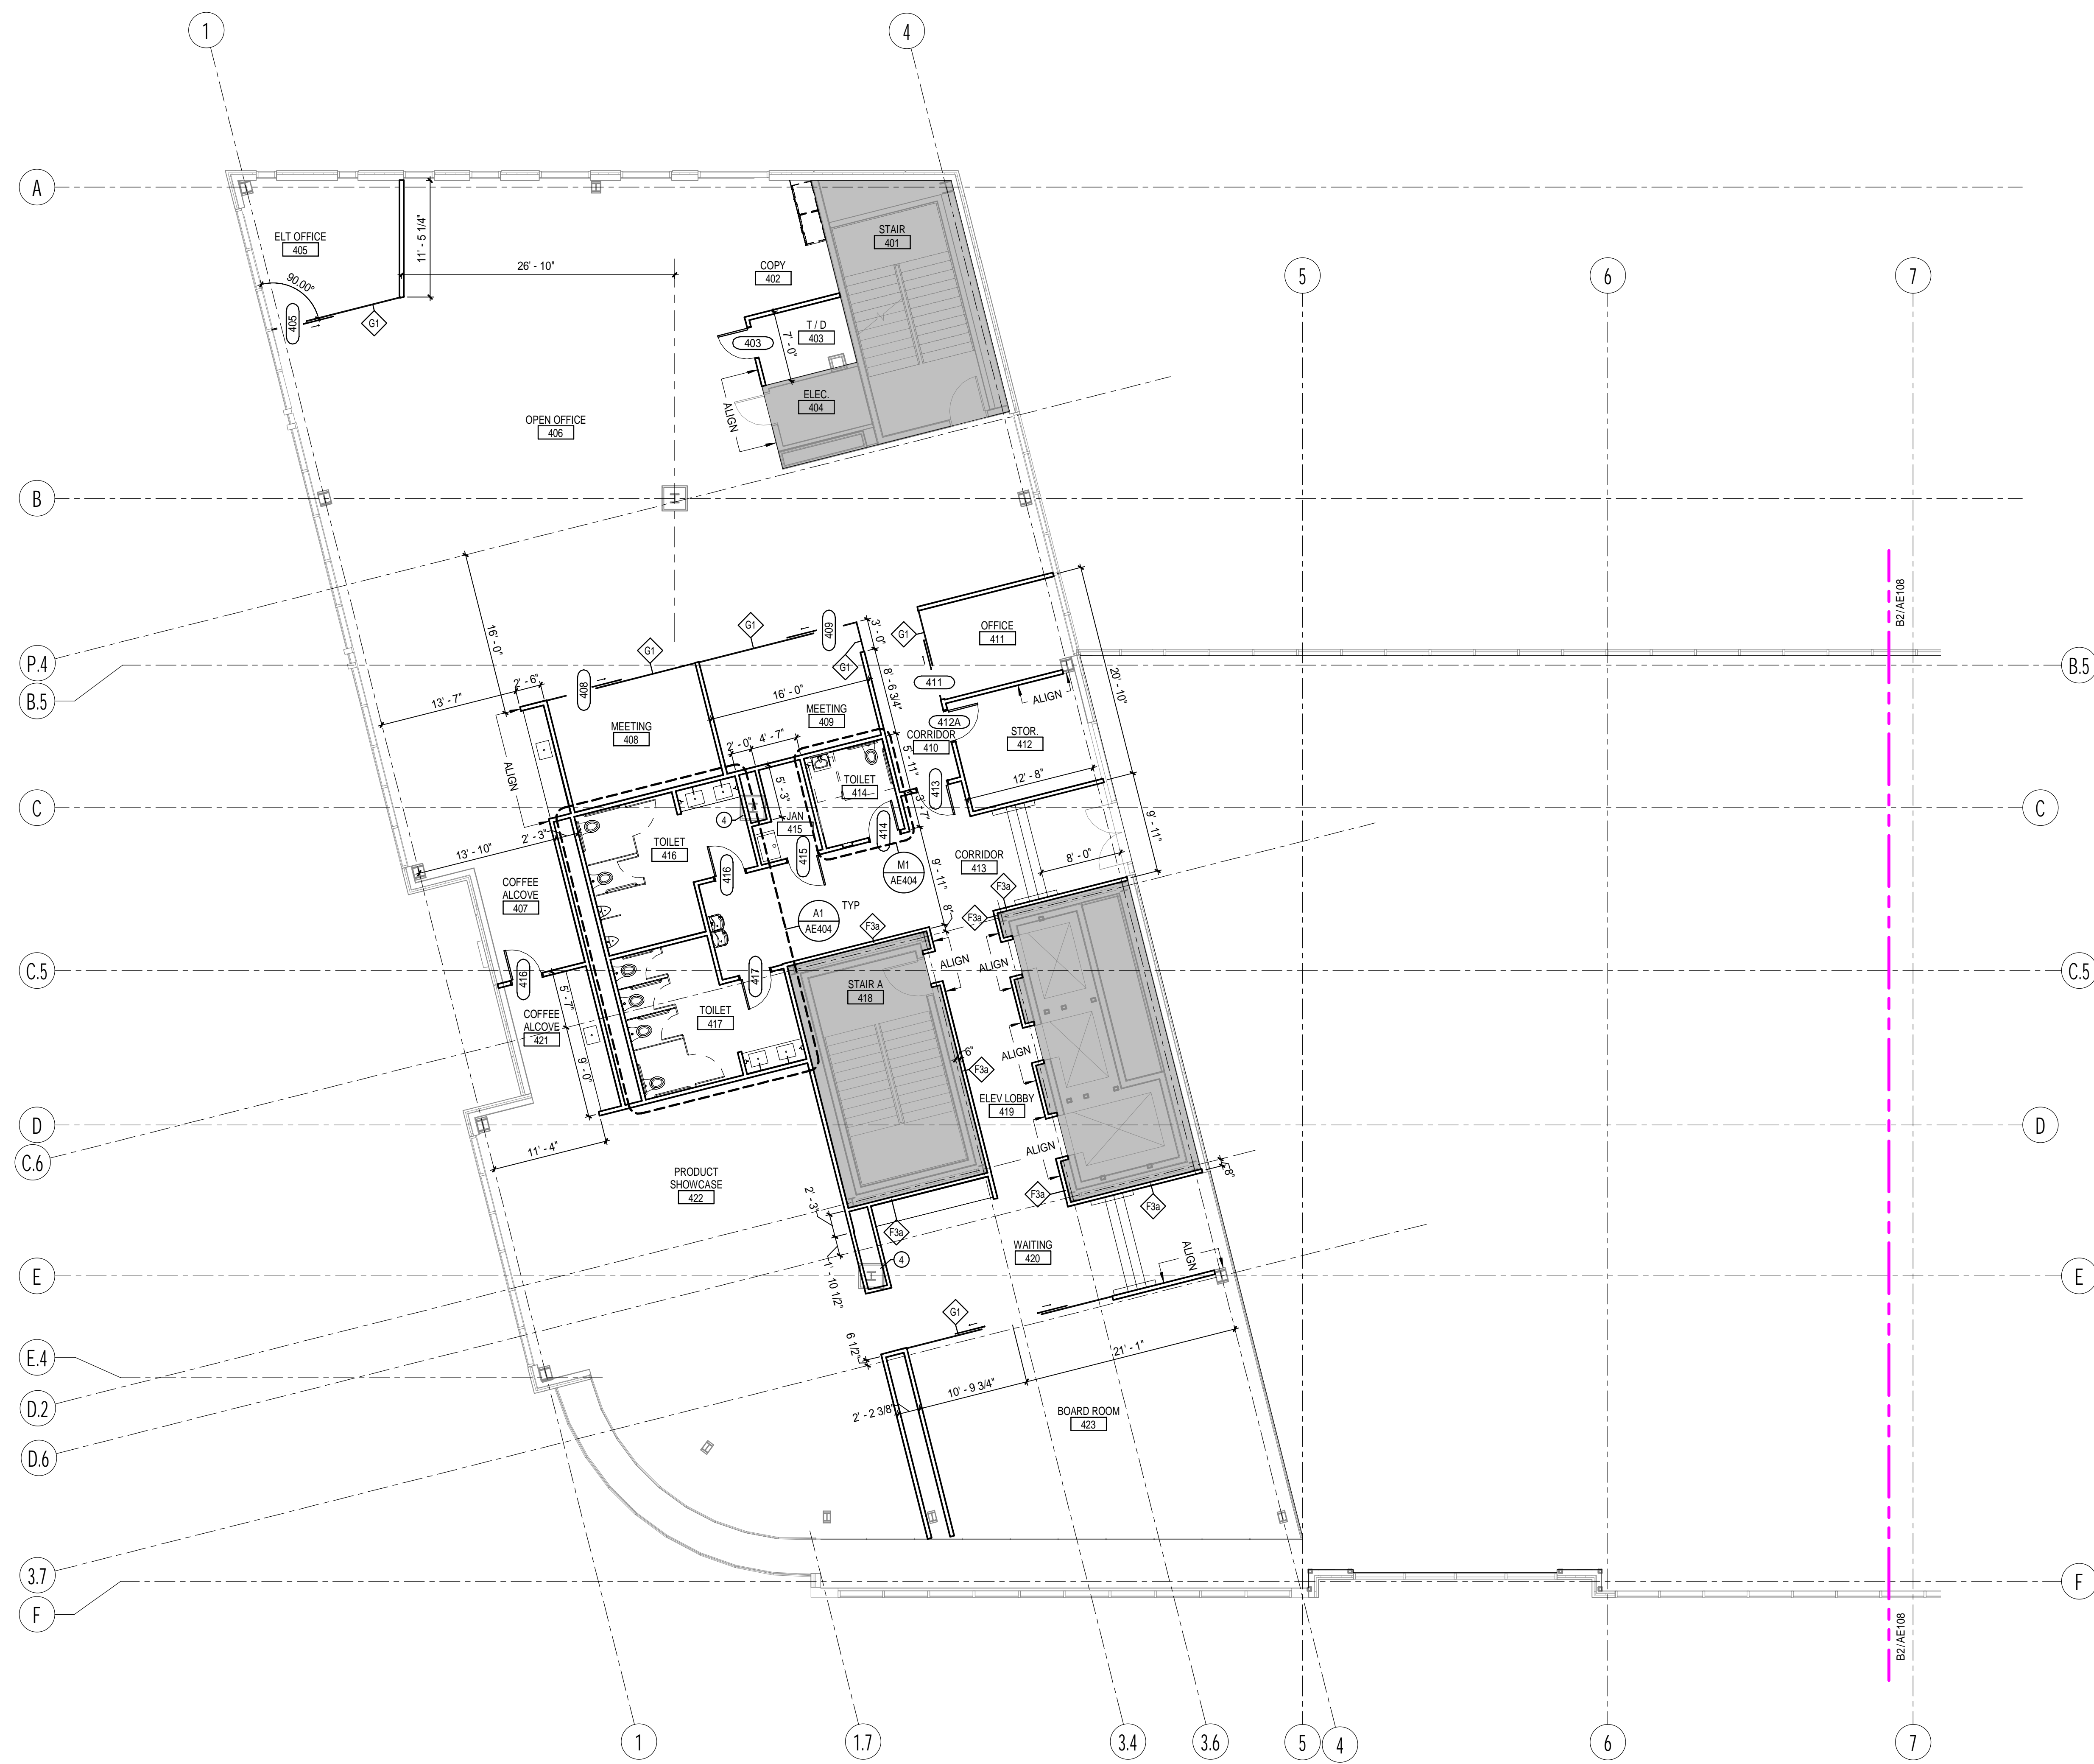 1
4
A
ELT OFFICE
405
11' - 5 1/4"
STAIR
401
26' - 10"
COPY
402
5
6
7
90.00°
405
G1
T / D
403
403
7' - 0"
ELEC.
404
ALIGN
OPEN OFFICE
406
B
B2 / AE108
16' - 0"
G1
G1
409
3' - 0"
G1
OFFICE
411
P.4
B.5
B.5
G1
8' - 6 3/4"
411
20' - 10"
2' - 6"
408
13' - 7"
16' - 0"
ALIGN
MEETING
408
MEETING
409
412A
CORRIDOR
410
STOR.
412
2' - 0"
4' - 7"
5' - 11"
ALIGN
TOILET
414
5' - 3"
12' - 8"
413
C
C
3' - 7"
4
JAN
415
414
9' - 11"
2' - 3"
13' - 10"
TOILET
416
415
CORRIDOR
413
8' - 0"
416
M1
AE404
9' - 11"
COFFEE
ALCOVE
407
F3a
TYP
A1
AE404
8"
F3a
F3a
ALIGN
ALIGN
C.5
C.5
416
417
STAIR A
418
5' - 7"
COFFEE
ALCOVE
421
TOILET
417
6"
ALIGN
F3a
9' - 0"
ELEV LOBBY
419
D
D
C.6
11' - 4"
ALIGN
PRODUCT
SHOWCASE
422
8"
F3a
F3a
2' - 3"
F3a
WAITING
420
4
ALIGN
1' - 10 1/2"
E
E
G1
6 1/2"
E.4
21' - 1"
10' - 9 3/4"
D.2
2' - 2 3/8"
BOARD ROOM
423
D.6
3.7
F
F
B2 / AE108
1
1.7
3.4
3.6
5
4
6
7